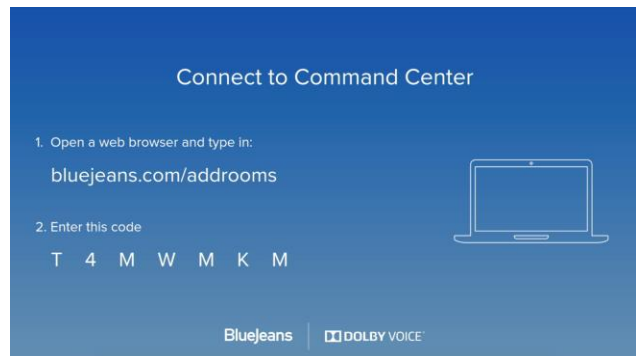 Connect to Command Center
1. Open a web browser and type in:
bluejeans.com/addrooms
2. Enter this code
T 4 M W M K M
BlueJeans DOLBY VOICE